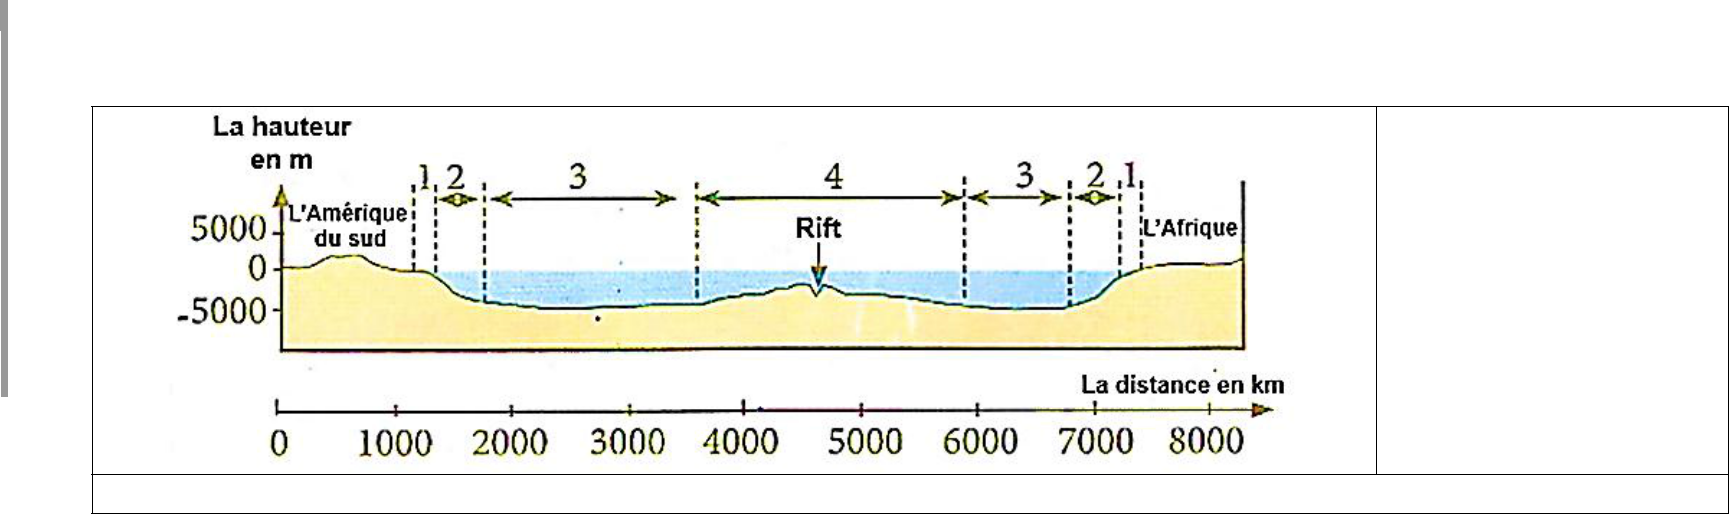 La hauteur
en m
1 2 3 4 3 2 1
L'Amérique
du sud
Rift
L'Afrique
5000
0
-5000
La distance en km
0 1000 2000 3000 4000 5000 6000 7000 8000